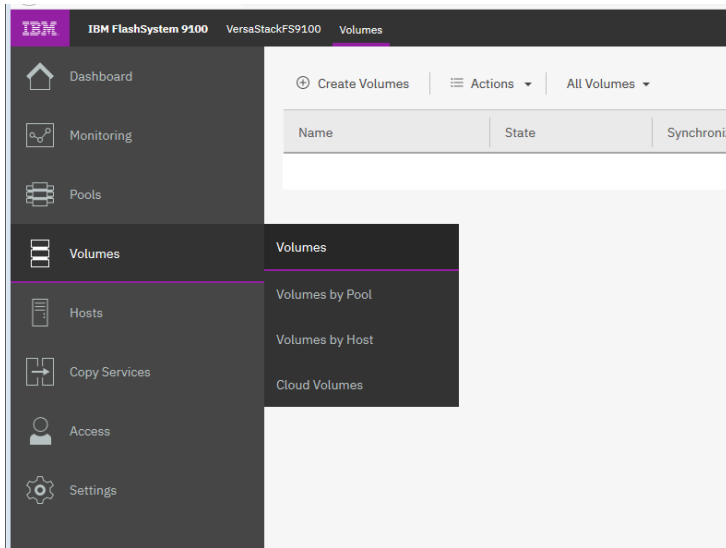 IBM IBM FlashSystem 9100 VersaStackFS9100 Volumes
Dashboard
Create Volumes Actions All Volumes
Monitoring
Name State Synchroni
Pools
Volumes
Volumes
Volumes by Pool
Volumes by Host
Cloud Volumes
Hosts
Copy Services
Access
Settings